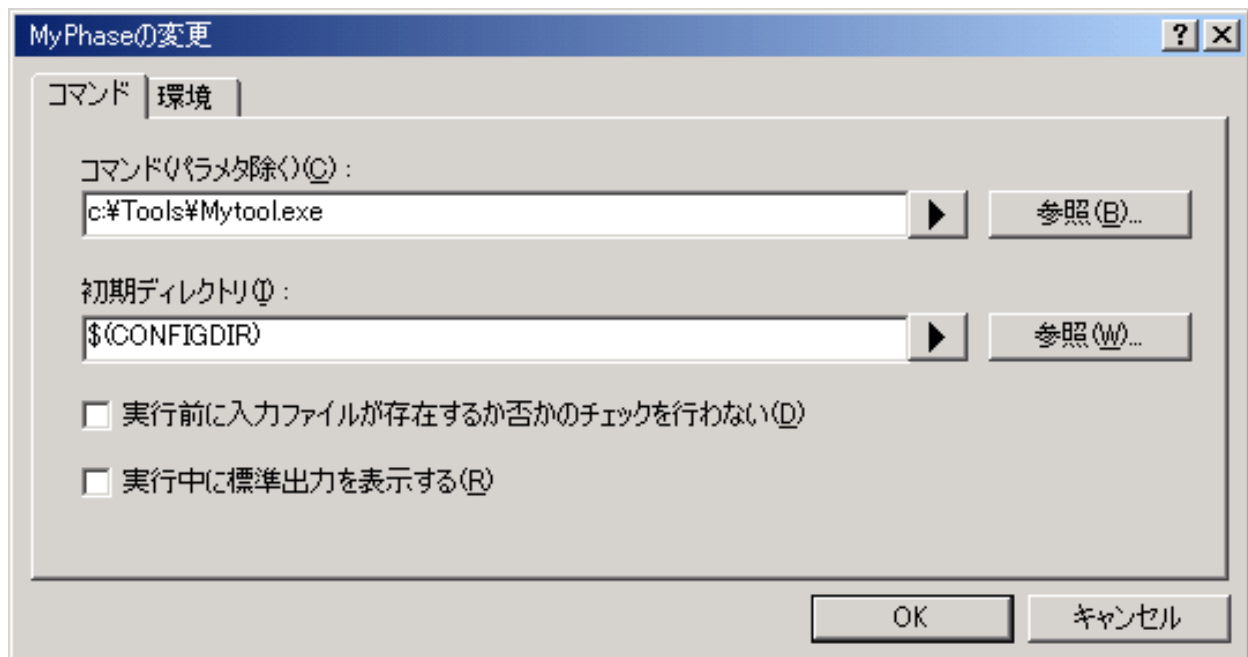 MyPhaseの変更
コマンド 環境
コマンド(パラメタ除く)(C) :
c:¥Tools¥Mytool.exe 参照(B)...
初期ディレクトリ(I) :
$(CONFIGDIR) 参照(W)...
実行前に入力ファイルが存在するか否かのチェックを行わない(D)
実行中に標準出力を表示する(R)
OK キャンセル